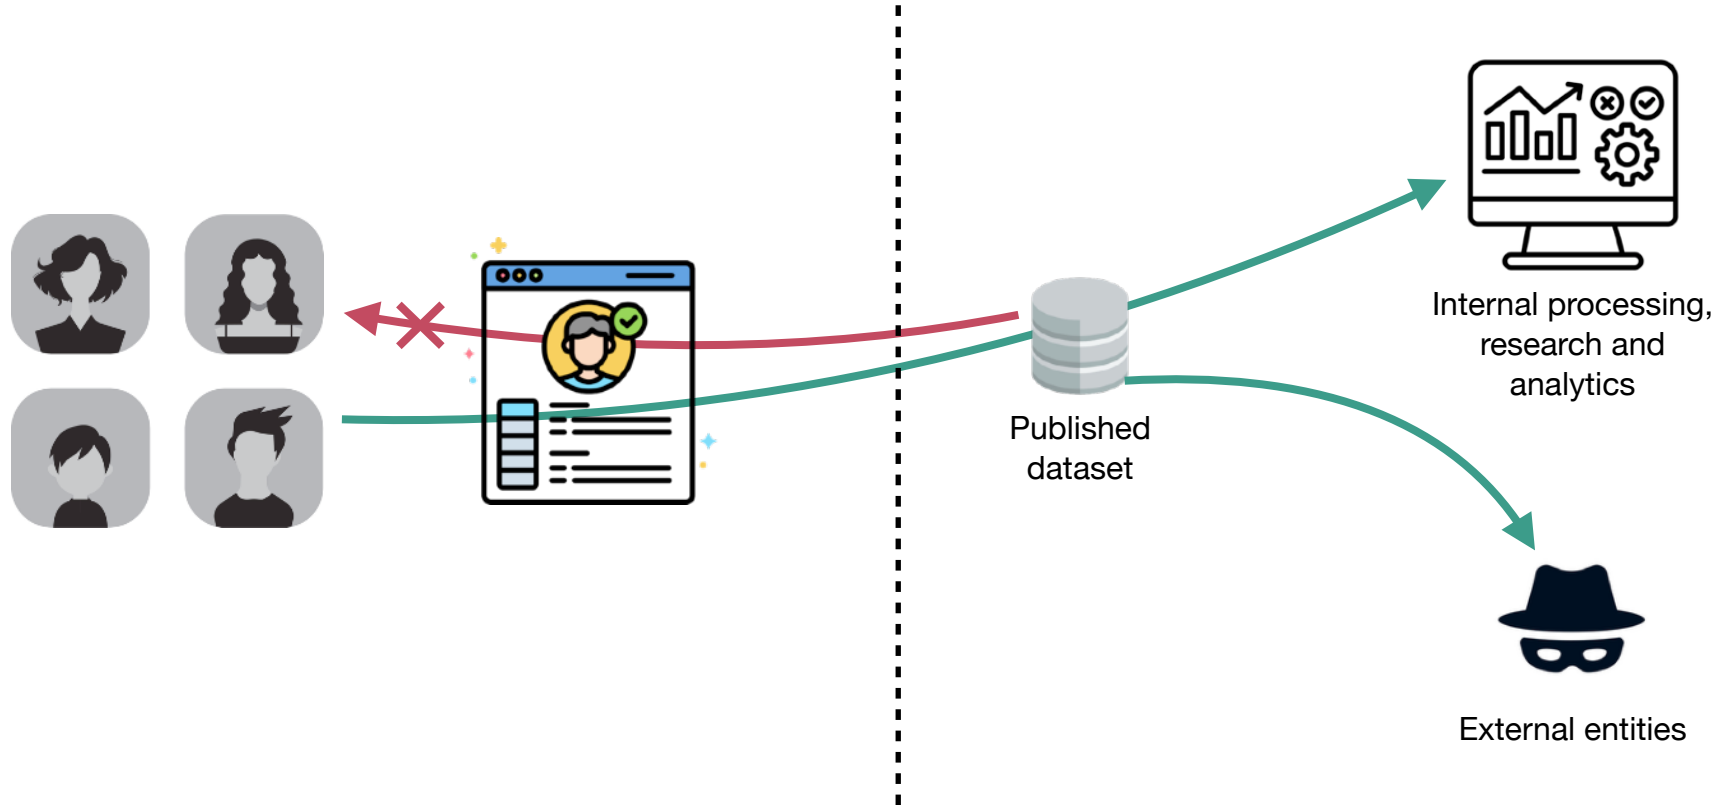 Internal processing,
research and
analytics
Published
dataset
External entities